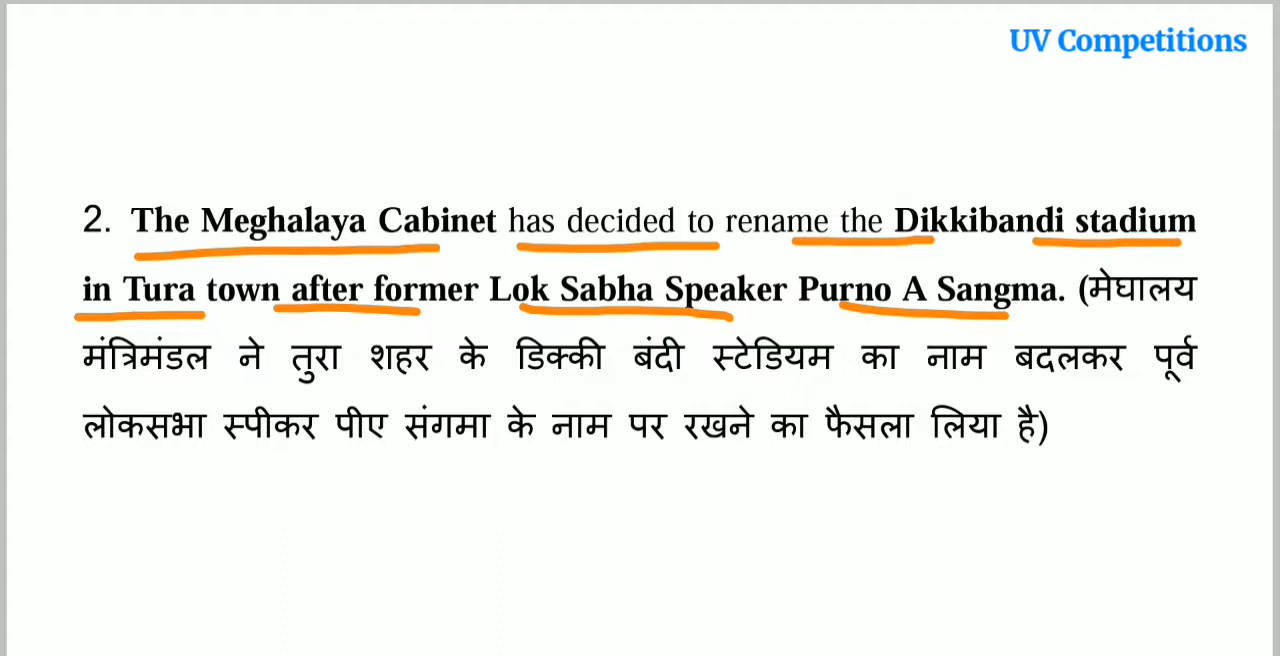 UV Competitions
2. The Meghalaya Cabinet has decided to rename the Dikkibandi stadium
in Tura town after former Lok Sabha Speaker Purno A Sangma. (मेघालय
मंत्रिमंडल ने तुरा शहर के डिक्की बंदी स्टेडियम का नाम बदलकर पूर्व
लोकसभा स्पीकर पीए संगमा के नाम पर रखने का फैसला लिया है)